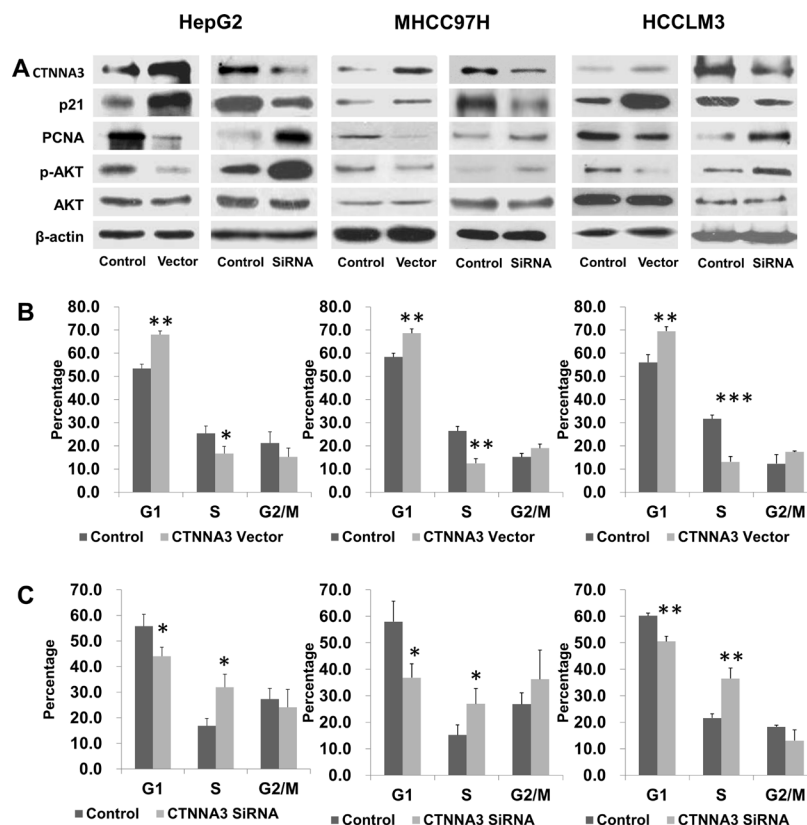 HepG2 MHCC97H HCCLM3
A
CTNNA3
p21
PCNA
p-AKT
AKT
β-actin
Control Vector Control SiRNA Control Vector Control SiRNA Control Vector Control SiRNA
B
Percentage
80.0
70.0
60.0
50.0
40.0
30.0
20.0
10.0
0.0
**
*
G1 S G2/M
Control CTNNA3 Vector
Percentage
80.0
70.0
60.0
50.0
40.0
30.0
20.0
10.0
0.0
**
**
G1 S G2/M
Control CTNNA3 Vector
Percentage
80.0
70.0
60.0
50.0
40.0
30.0
20.0
10.0
0.0
**
***
G1 S G2/M
Control CTNNA3 Vector
C
Percentage
70.0
60.0
50.0
40.0
30.0
20.0
10.0
0.0
*
*
G1 S G2/M
Control CTNNA3 SiRNA
Percentage
70.0
60.0
50.0
40.0
30.0
20.0
10.0
0.0
*
*
G1 S G2/M
Control CTNNA3 SiRNA
Percentage
70.0
60.0
50.0
40.0
30.0
20.0
10.0
0.0
**
**
G1 S G2/M
Control CTNNA3 SiRNA